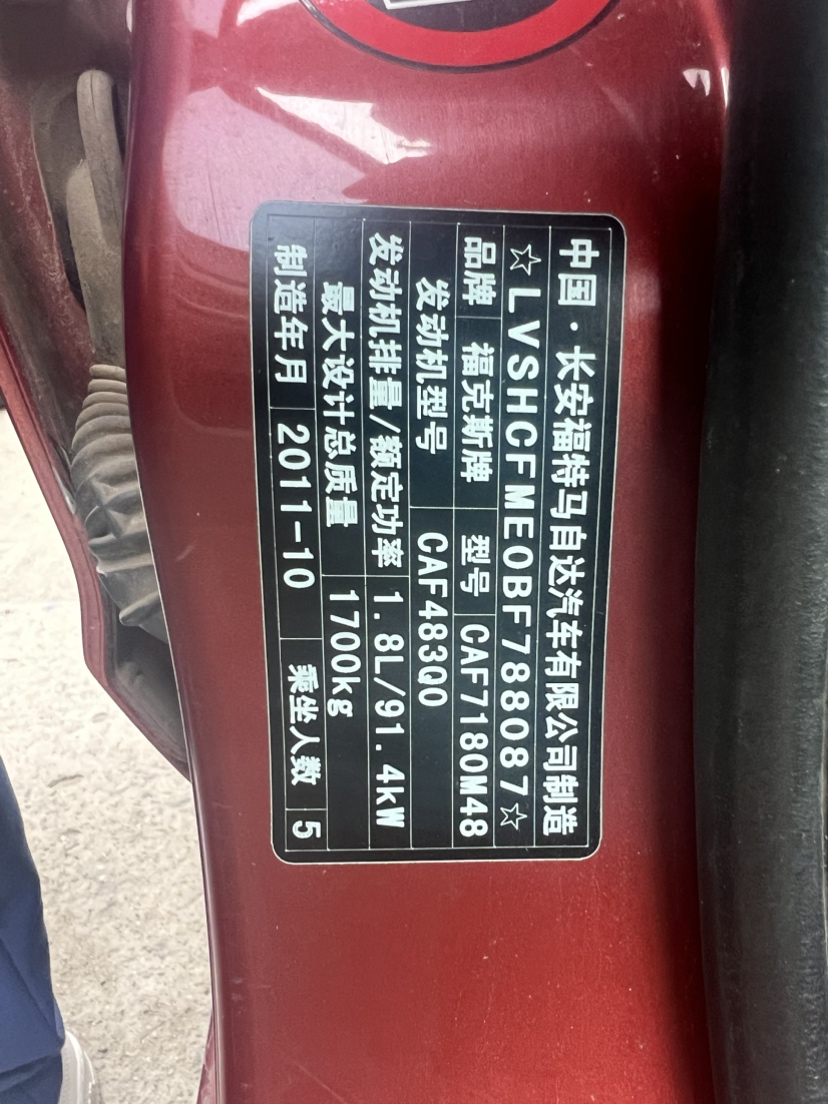 中国·长安福特马自达汽车有限公司制造
☆LVSHCFME0BF788087☆
品牌 福克斯牌 型号 CAF7180M48
发动机型号 CAF483Q0
发动机排量/额定功率 1.8L/91.4kW
最大设计总质量 1700kg
制造年月 2011-10 乘坐人数 5